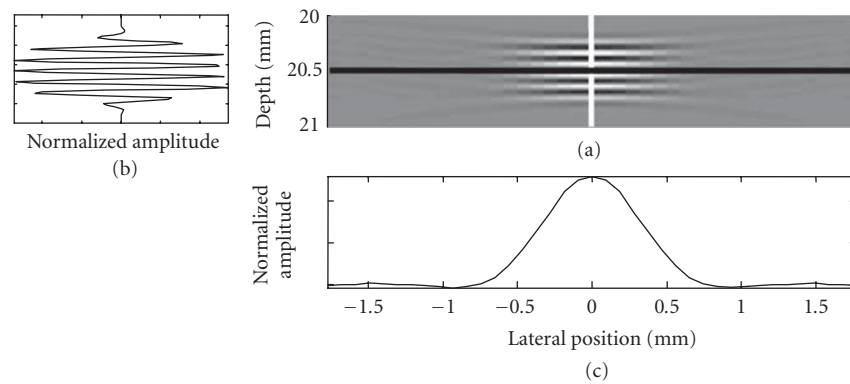 20
20.5
21
Depth (mm)
(a)
Normalized amplitude
(b)
Normalized
amplitude
−1.5 −1 −0.5 0 0.5 1 1.5
Lateral position (mm)
(c)